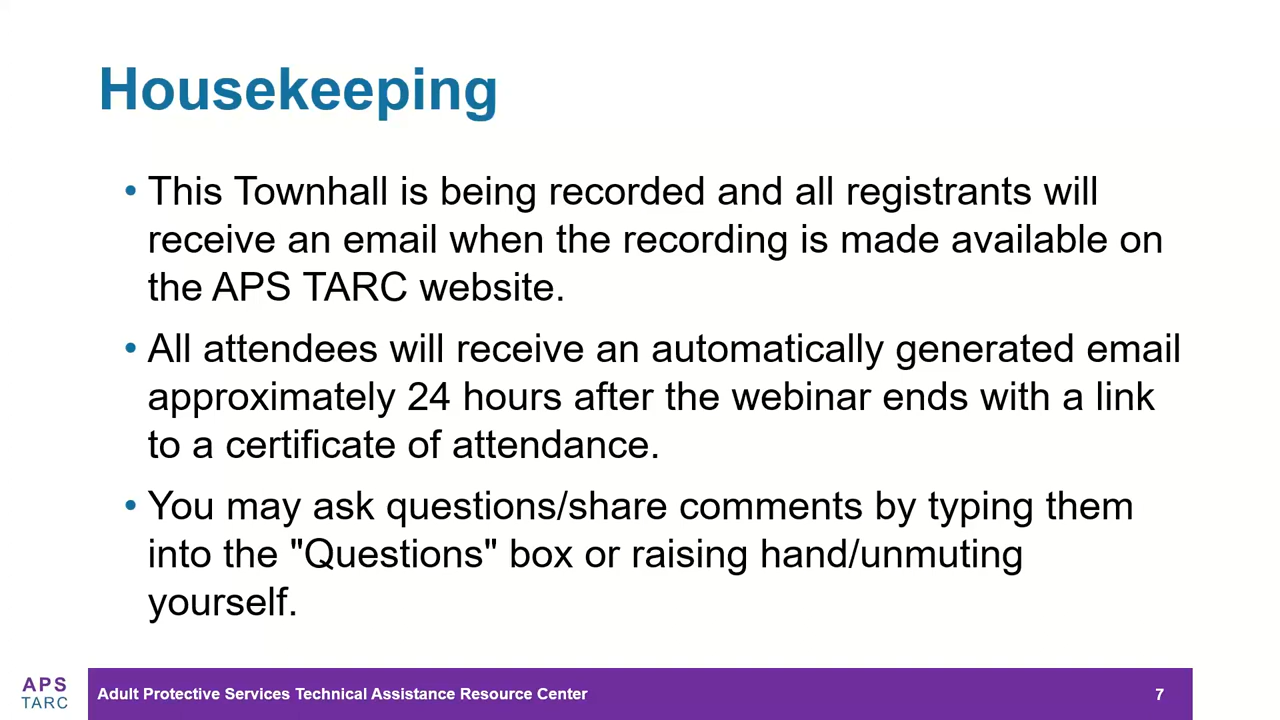 Housekeeping
• This Townhall is being recorded and all registrants will
receive an email when the recording is made available on
the APS TARC website.
• All attendees will receive an automatically generated email
approximately 24 hours after the webinar ends with a link
to a certificate of attendance.
• You may ask questions/share comments by typing them
into the "Questions" box or raising hand/unmuting
yourself.
APS
TARC
Adult Protective Services Technical Assistance Resource Center
7